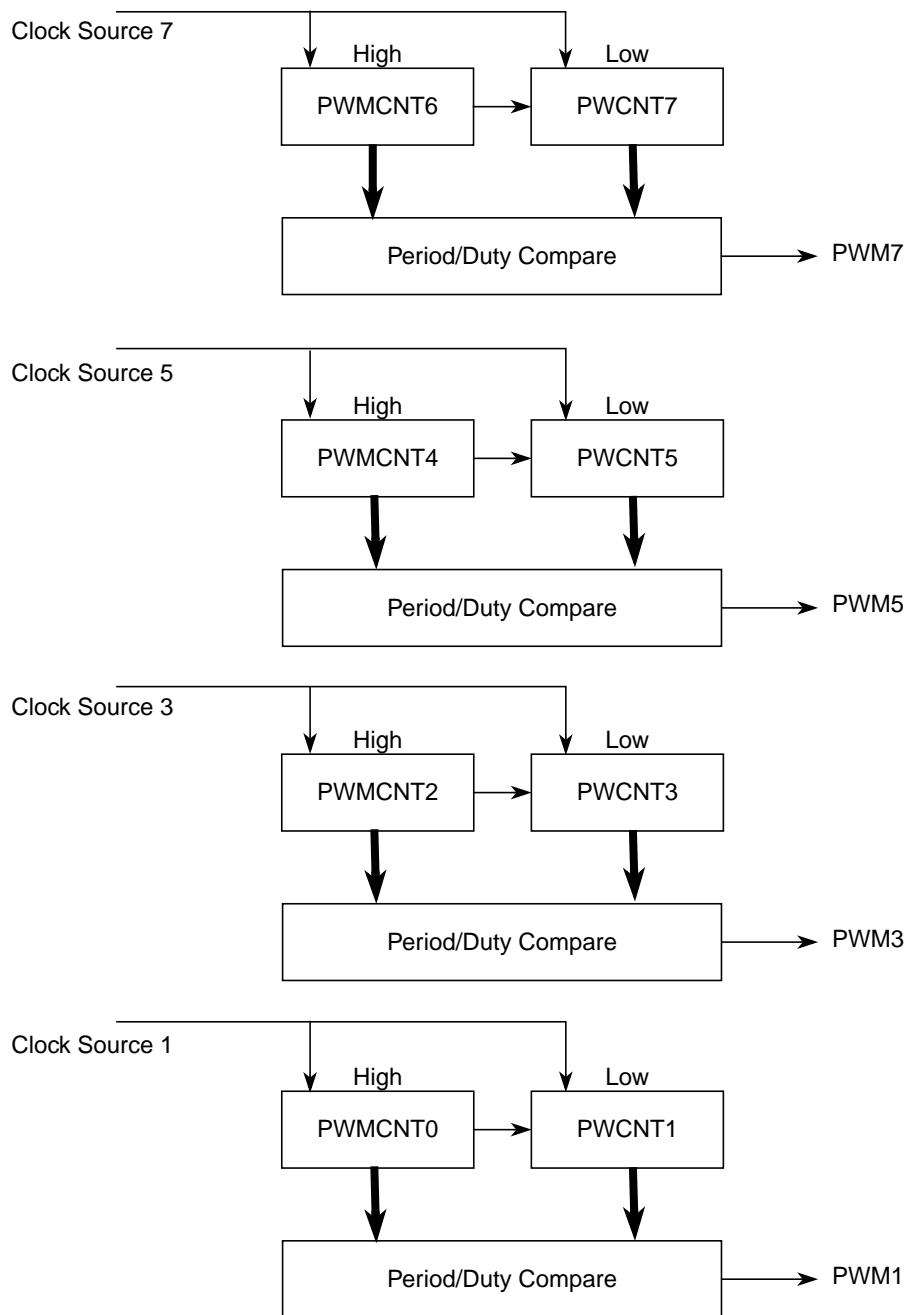 Clock Source 7
High
Low
PWMCNT6
PWCNT7
Period/Duty Compare
PWM7
Clock Source 5
High
Low
PWMCNT4
PWCNT5
Period/Duty Compare
PWM5
Clock Source 3
High
Low
PWMCNT2
PWCNT3
Period/Duty Compare
PWM3
Clock Source 1
High
Low
PWMCNT0
PWCNT1
Period/Duty Compare
PWM1